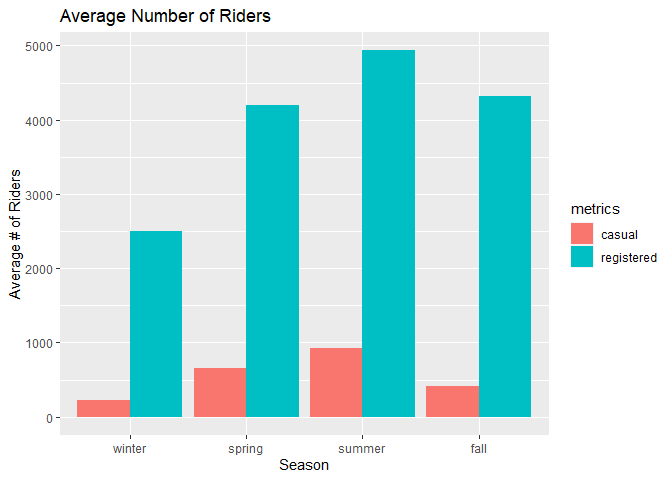 Average Number of Riders
Average # of Riders
5000
4000
3000
2000
1000
0
winter spring summer fall
Season
metrics
casual
registered